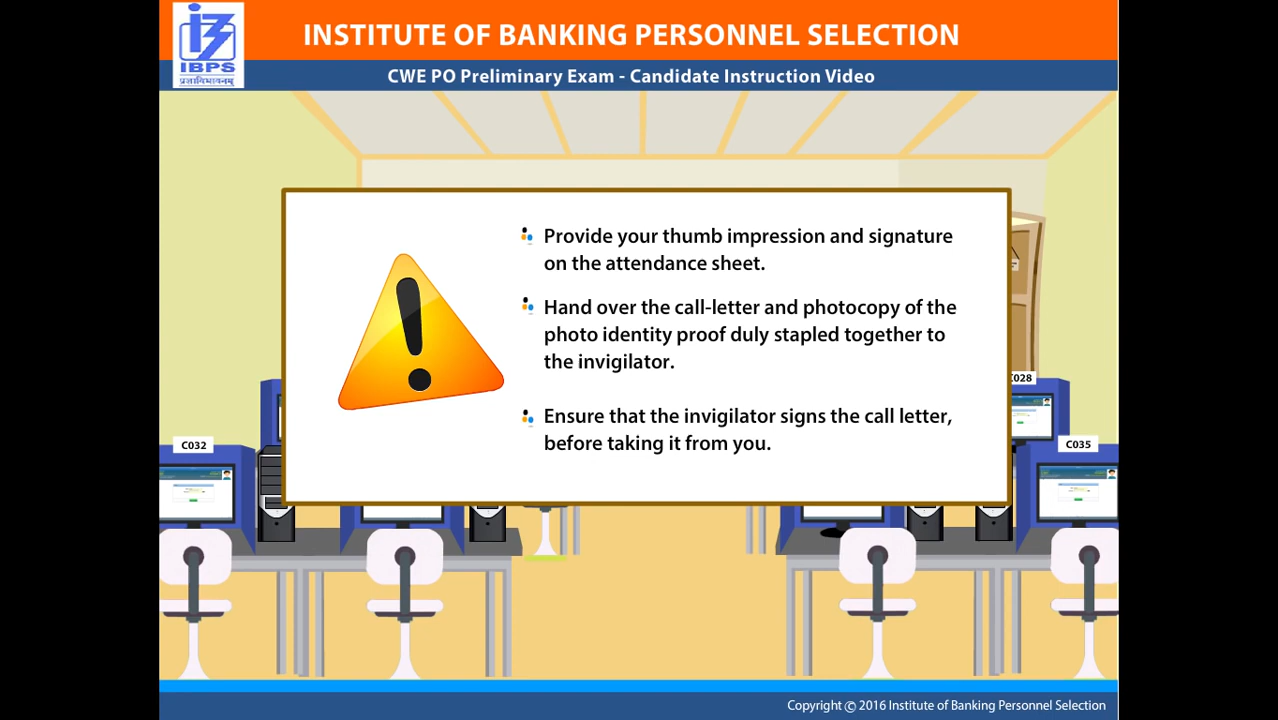 INSTITUTE OF BANKING PERSONNEL SELECTION
IBPS
CWE PO Preliminary Exam - Candidate Instruction Video
Provide your thumb impression and signature
on the attendance sheet.
Hand over the call-letter and photocopy of the
photo identity proof duly stapled together to
the invigilator.
Ensure that the invigilator signs the call letter,
before taking it from you.
C028
C032
C035
Copyright © 2016 Institute of Banking Personnel Selection